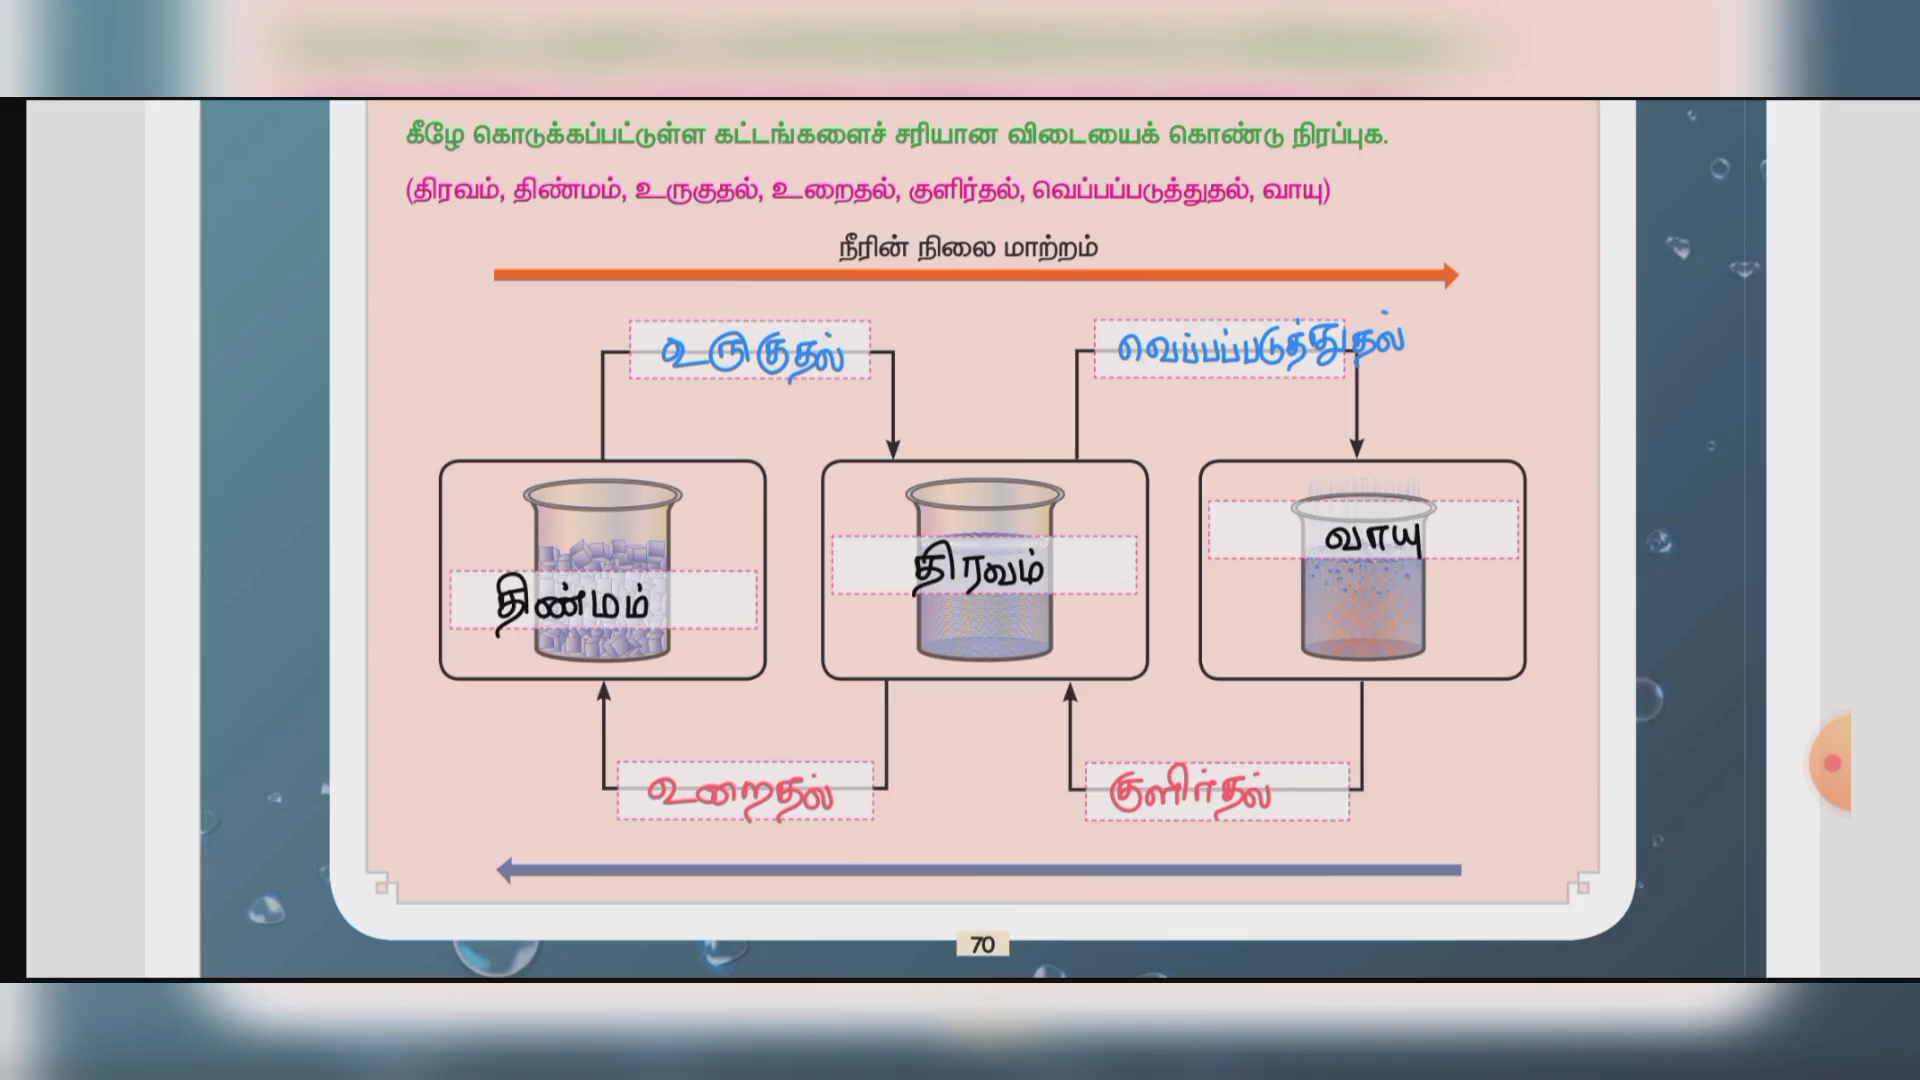 கீழே கொடுக்கப்பட்டுள்ள கட்டங்களைச் சரியான விடையைக் கொண்டு நிரப்புக.
(திரவம், திண்மம், உருகுதல், உறைதல், குளிர்தல், வெப்பப்படுத்துதல், வாயு)
நீரின் நிலை மாற்றம்
உருகுதல்
வெப்பப்படுத்துதல்
திண்மம்
திரவம்
வாயு
உறைதல்
குளிர்தல்
70